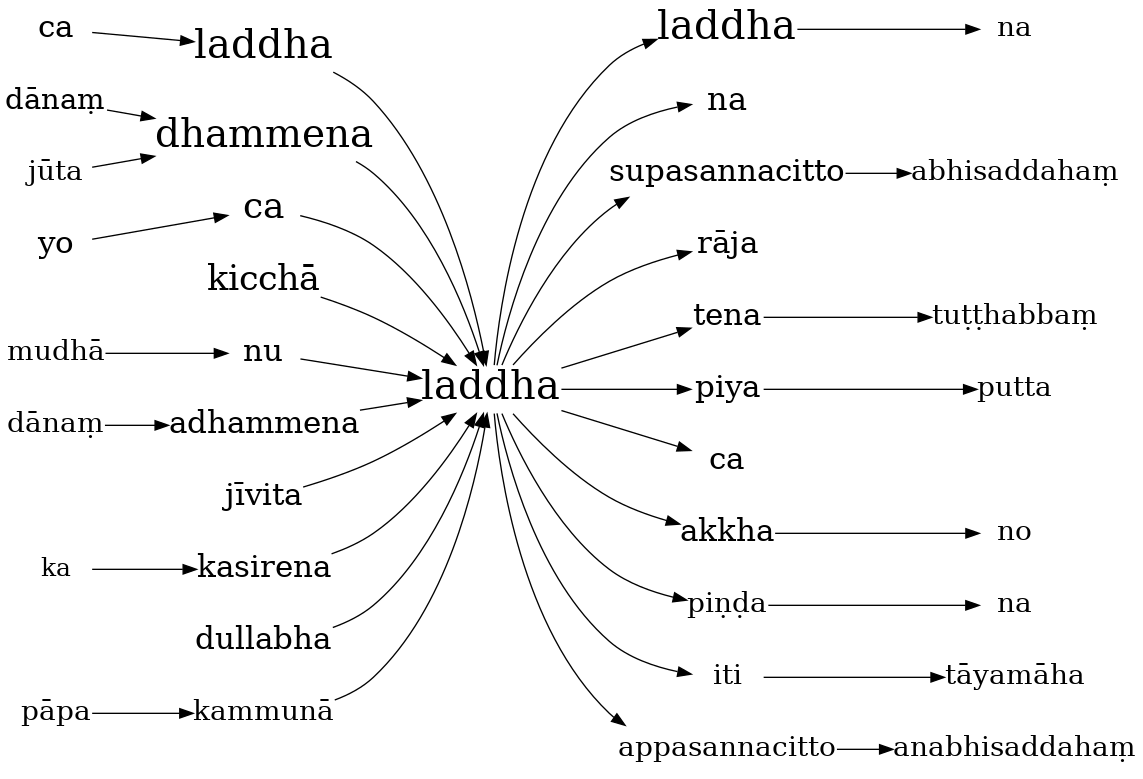 ca
laddha
dānaṃ
jūta
dhammena
yo
ca
kicchā
mudhā
nu
dānaṃ
adhammena
jīvita
ka
kasirena
dullabha
pāpa
kammunā
laddha
laddha
na
na
supasannacitto
abhisaddahaṃ
rāja
tena
tuṭṭhabbaṃ
piya
putta
ca
akkha
no
piṇḍa
na
iti
tāyamāha
appasannacitto
anabhisaddahaṃ